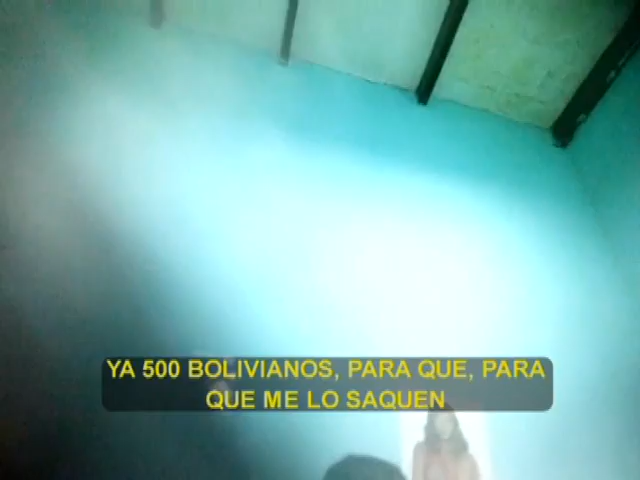 YA 500 BOLIVIANOS, PARA QUE, PARA
QUE ME LO SAQUEN